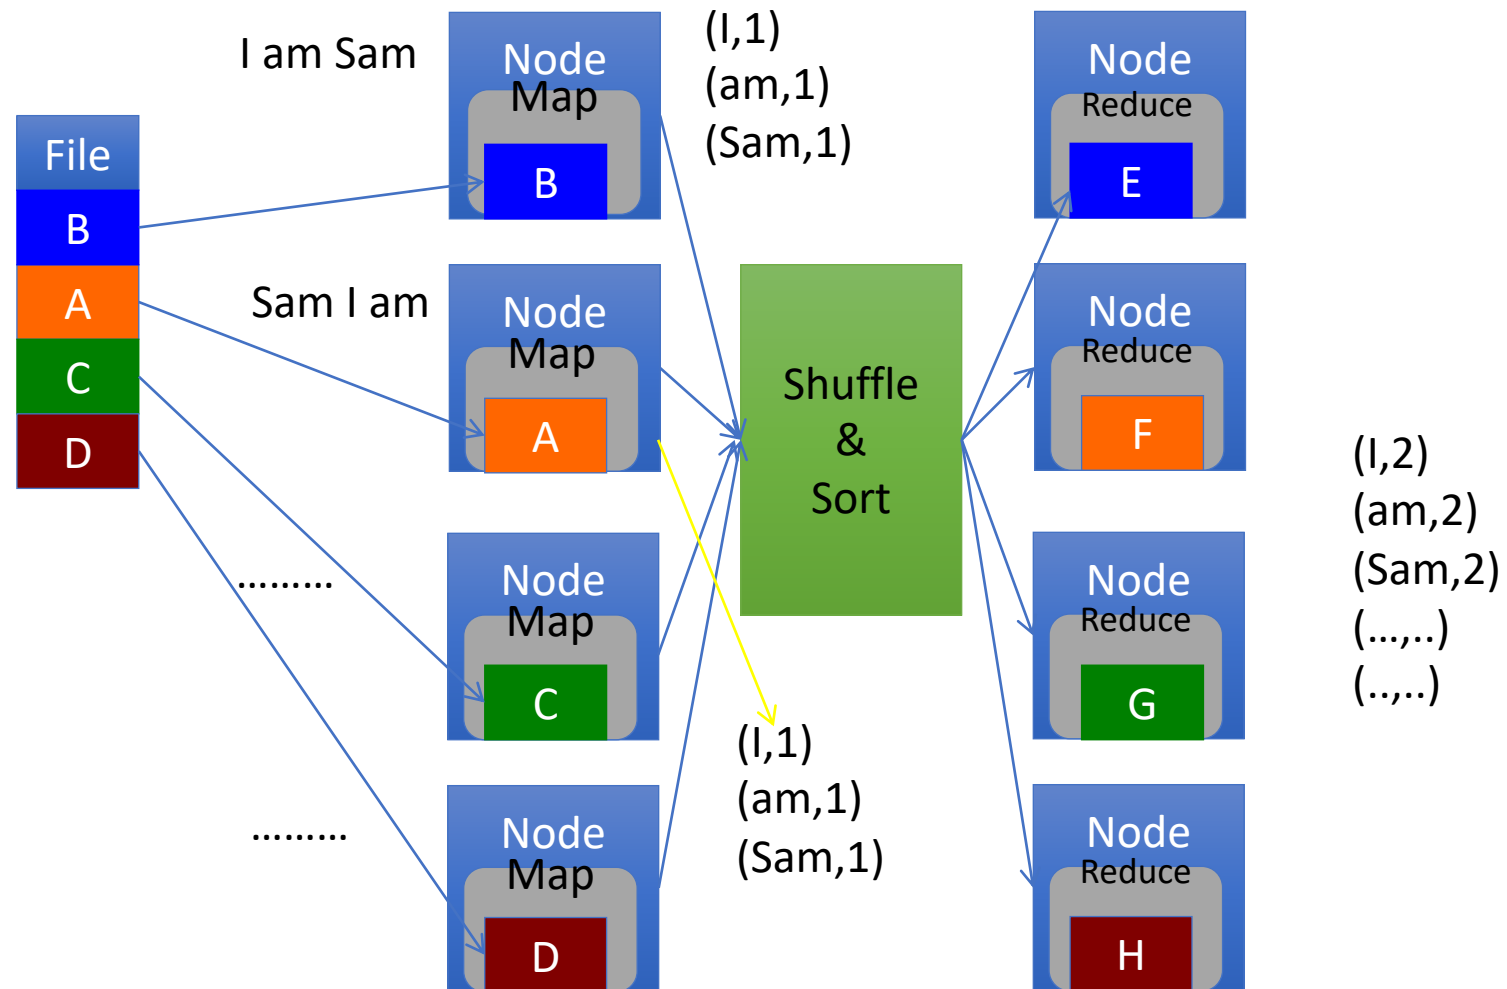 File
B
A
C
D
I am Sam
Sam I am
………
………
Node
Map
B
Node
Map
A
Node
Map
C
Node
Map
D
(I,1)
(am,1)
(Sam,1)
Shuffle
&
Sort
(I,1)
(am,1)
(Sam,1)
Node
Reduce
E
Node
Reduce
F
Node
Reduce
G
Node
Reduce
H
(I,2)
(am,2)
(Sam,2)
(…,..)
(..,..)